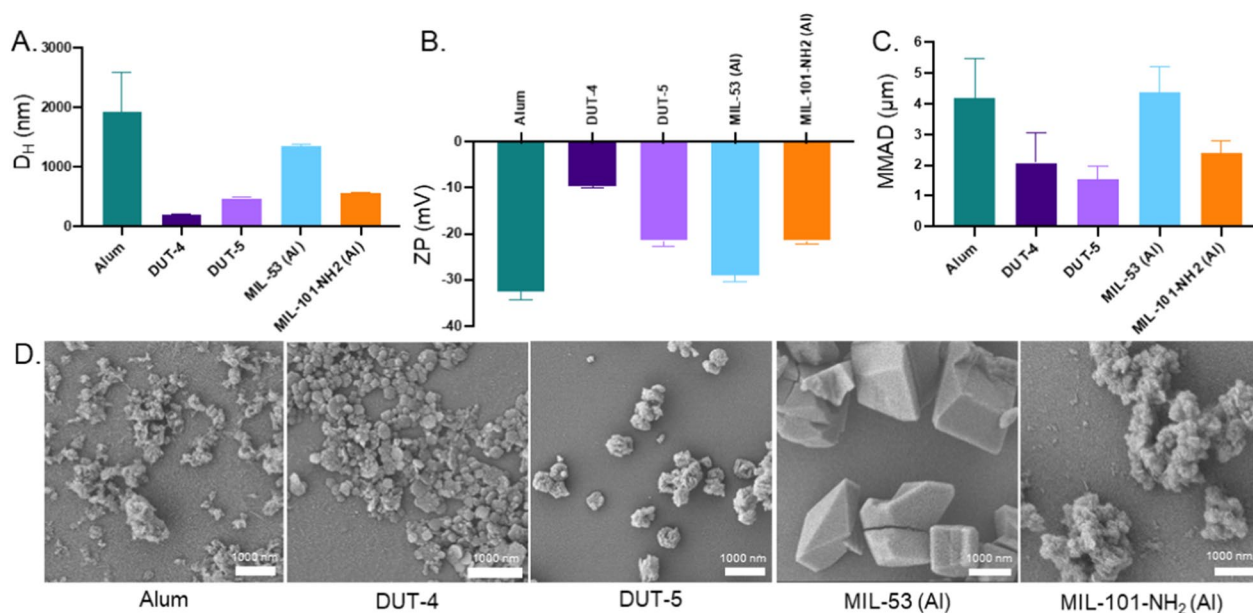 A.
3000
2000
1000
0
D_H (nm)
Alum
DUT-4
DUT-5
MIL-53 (Al)
MIL-101-NH2 (Al)
B.
Alum
DUT-4
DUT-5
MIL-53 (Al)
MIL-101-NH2 (Al)
0
-10
-20
-30
-40
ZP (mV)
C.
6
5
4
3
2
1
0
MMAD (µm)
Alum
DUT-4
DUT-5
MIL-53 (Al)
MIL-101-NH2 (Al)
D.
1000 nm
1000 nm
1000 nm
1000 nm
1000 nm
Alum
DUT-4
DUT-5
MIL-53 (Al)
MIL-101-NH₂ (Al)